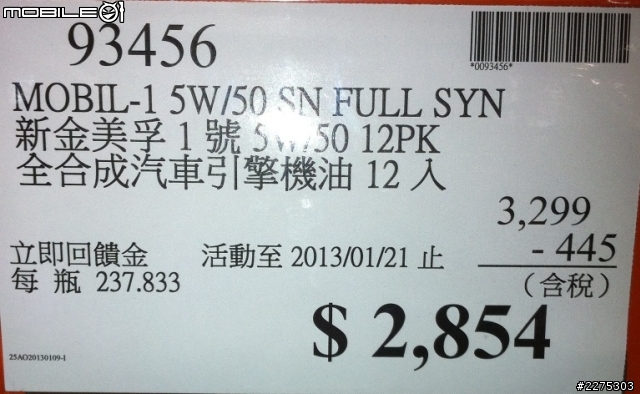 mobile01
93456
*0093456*
MOBIL-1 5W/50 SN FULL SYN
新金美孚 1 號 5W/50 12PK
全合成汽車引擎機油 12 入
3,299
立即回饋金 活動至 2013/01/21 止 - 445
每 瓶 237.833 (含稅)
$ 2,854
25AO20130109-1
#2275303